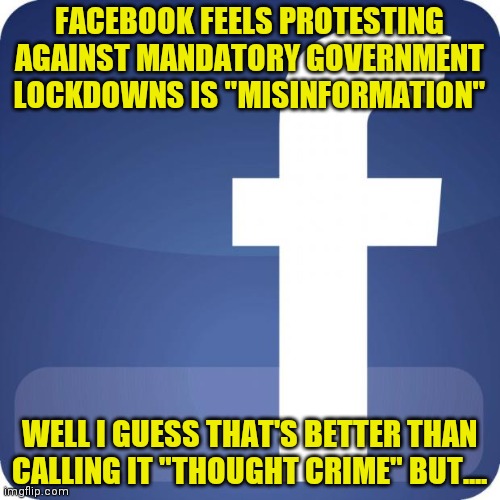 FACEBOOK FEELS PROTESTING
AGAINST MANDATORY GOVERNMENT
LOCKDOWNS IS "MISINFORMATION"
f
WELL I GUESS THAT'S BETTER THAN
CALLING IT "THOUGHT CRIME" BUT....
imgflip.com